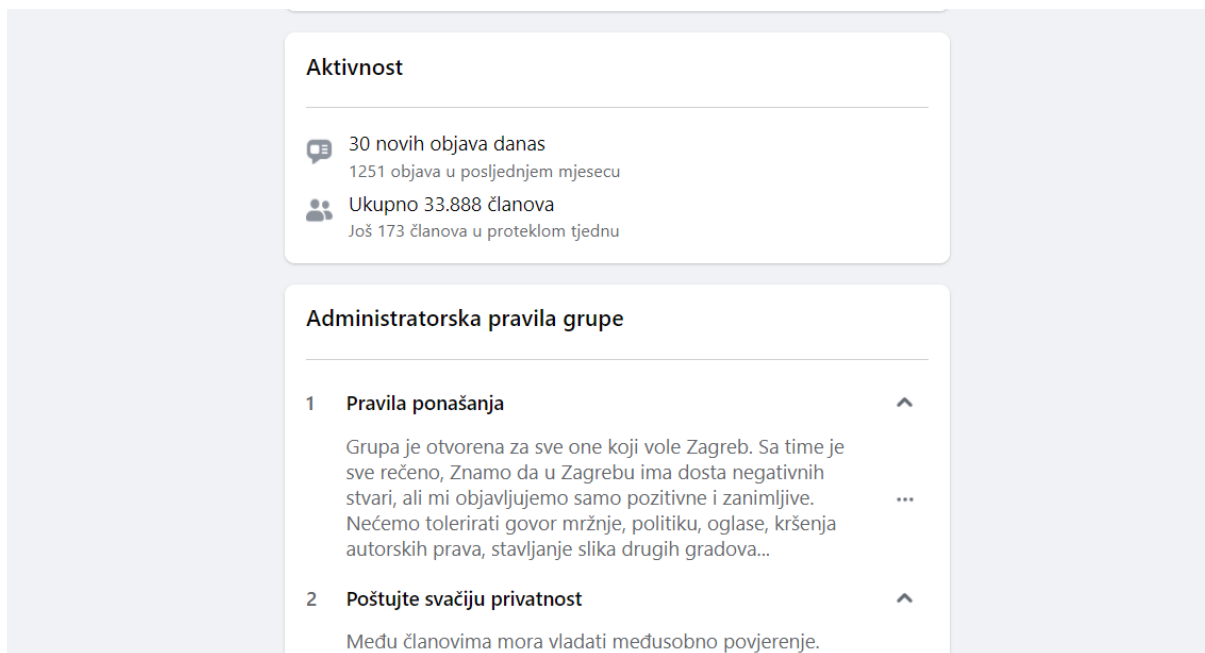 Aktivnost
30 novih objava danas
1251 objava u posljednjem mjesecu
Ukupno 33.888 članova
Još 173 članova u proteklom tjednu
Administratorska pravila grupe
1 Pravila ponašanja
Grupa je otvorena za sve one koji vole Zagreb. Sa time je
sve rečeno, Znamo da u Zagrebu ima dosta negativnih
stvari, ali mi objavljujemo samo pozitivne i zanimljive.
Nećemo tolerirati govor mržnje, politiku, oglase, kršenja
autorskih prava, stavljanje slika drugih gradova...
2 Poštujte svačiju privatnost
Među članovima mora vladati međusobno povjerenje.